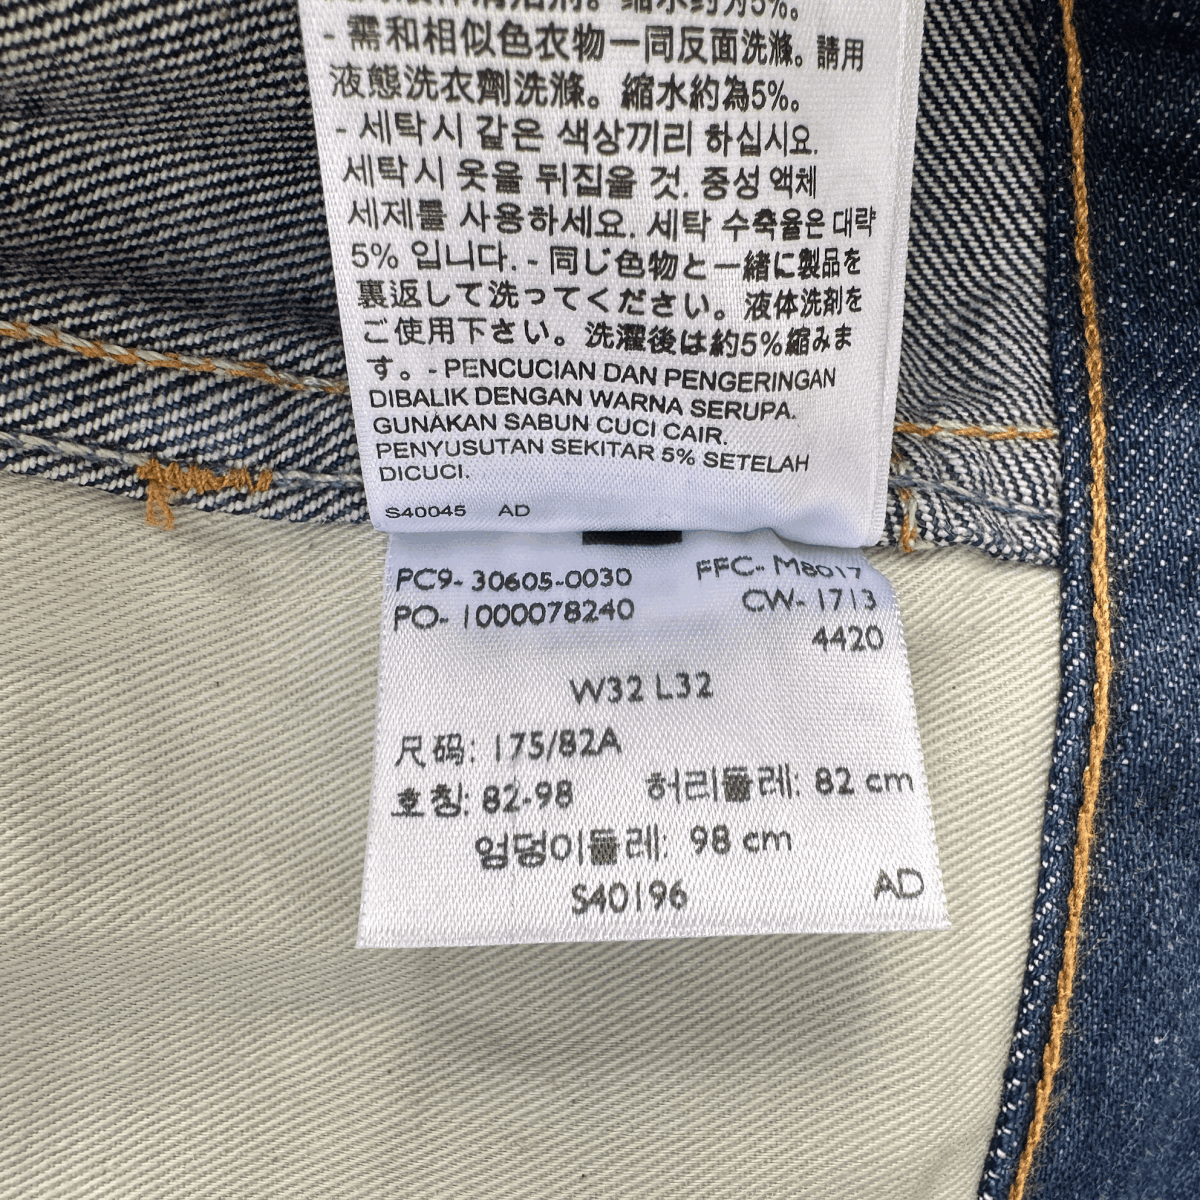 缩水约为5%。
- 需和相似色衣物一同反面洗滌。請用
液態洗衣劑洗滌。縮水約為5%。
- 세탁시 같은 색상끼리 하십시요.
세탁시 옷을 뒤집을 것. 중성 액체
세제를 사용하세요. 세탁 수축율은 대략
5% 입니다. - 同じ色物と一緒に製品を
裏返して洗ってください。液体洗剤を
ご使用下さい。洗濯後は約5%縮みま
す。- PENCUCIAN DAN PENGERINGAN
DIBALIK DENGAN WARNA SERUPA.
GUNAKAN SABUN CUCI CAIR.
PENYUSUTAN SEKITAR 5% SETELAH
DICUCI.
S40045 AD
PC9- 30605-0030 FFC- M8017
PO- 1000078240 CW- 1713
4420
W32 L32
尺码: 175/82A
호칭: 82-98 허리둘레: 82 cm
엉덩이둘레: 98 cm
S40196 AD